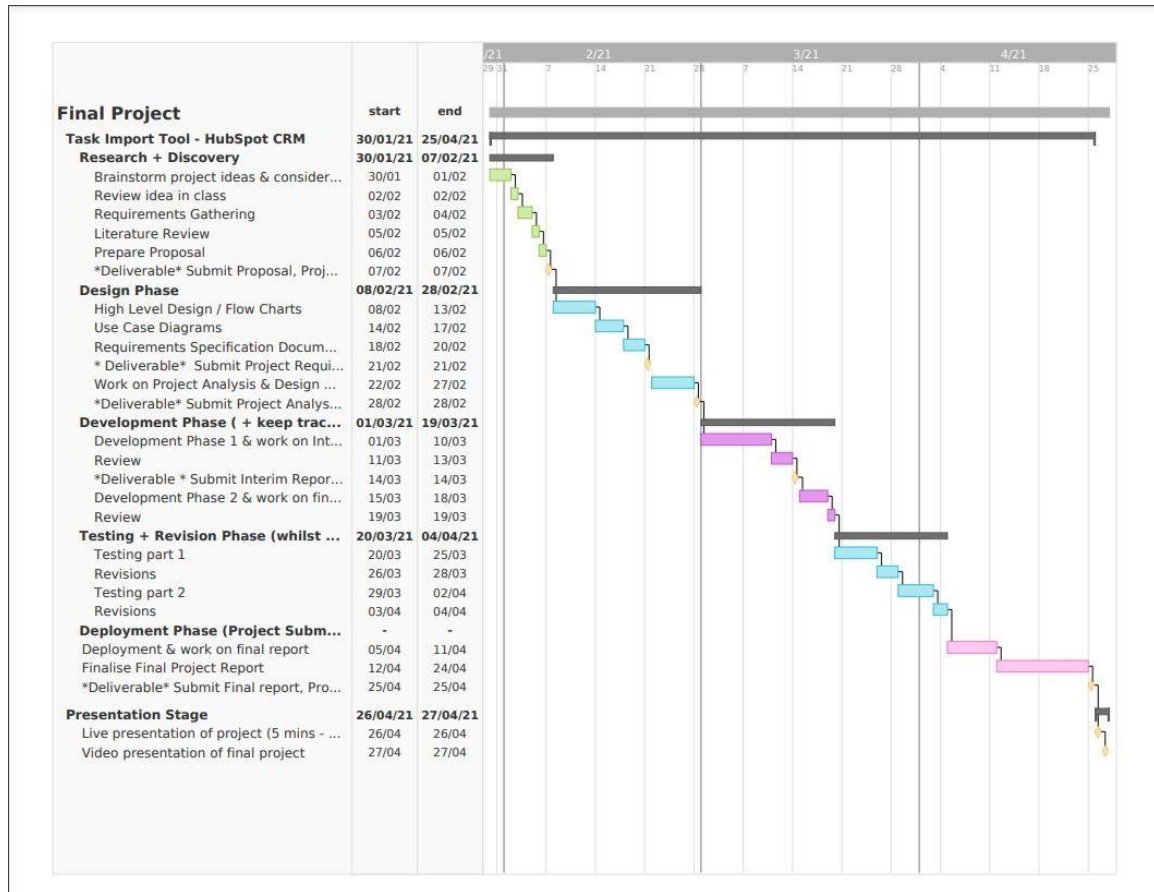 /21 2/21 3/21 4/21
29 31 7 14 21 28 7 14 21 28 4 11 18 25
Final Project start end
Task Import Tool - HubSpot CRM 30/01/21 25/04/21
Research + Discovery 30/01/21 07/02/21
Brainstorm project ideas & consider... 30/01 01/02
Review idea in class 02/02 02/02
Requirements Gathering 03/02 04/02
Literature Review 05/02 05/02
Prepare Proposal 06/02 06/02
*Deliverable* Submit Proposal, Proj... 07/02 07/02
Design Phase 08/02/21 28/02/21
High Level Design / Flow Charts 08/02 13/02
Use Case Diagrams 14/02 17/02
Requirements Specification Docum... 18/02 20/02
* Deliverable* Submit Project Requi... 21/02 21/02
Work on Project Analysis & Design ... 22/02 27/02
*Deliverable* Submit Project Analys... 28/02 28/02
Development Phase ( + keep trac... 01/03/21 19/03/21
Development Phase 1 & work on Int... 01/03 10/03
Review 11/03 13/03
*Deliverable * Submit Interim Repor... 14/03 14/03
Development Phase 2 & work on fin... 15/03 18/03
Review 19/03 19/03
Testing + Revision Phase (whilst ... 20/03/21 04/04/21
Testing part 1 20/03 25/03
Revisions 26/03 28/03
Testing part 2 29/03 02/04
Revisions 03/04 04/04
Deployment Phase (Project Subm... - -
Deployment & work on final report 05/04 11/04
Finalise Final Project Report 12/04 24/04
*Deliverable* Submit Final report, Pro... 25/04 25/04
Presentation Stage 26/04/21 27/04/21
Live presentation of project (5 mins - ... 26/04 26/04
Video presentation of final project 27/04 27/04